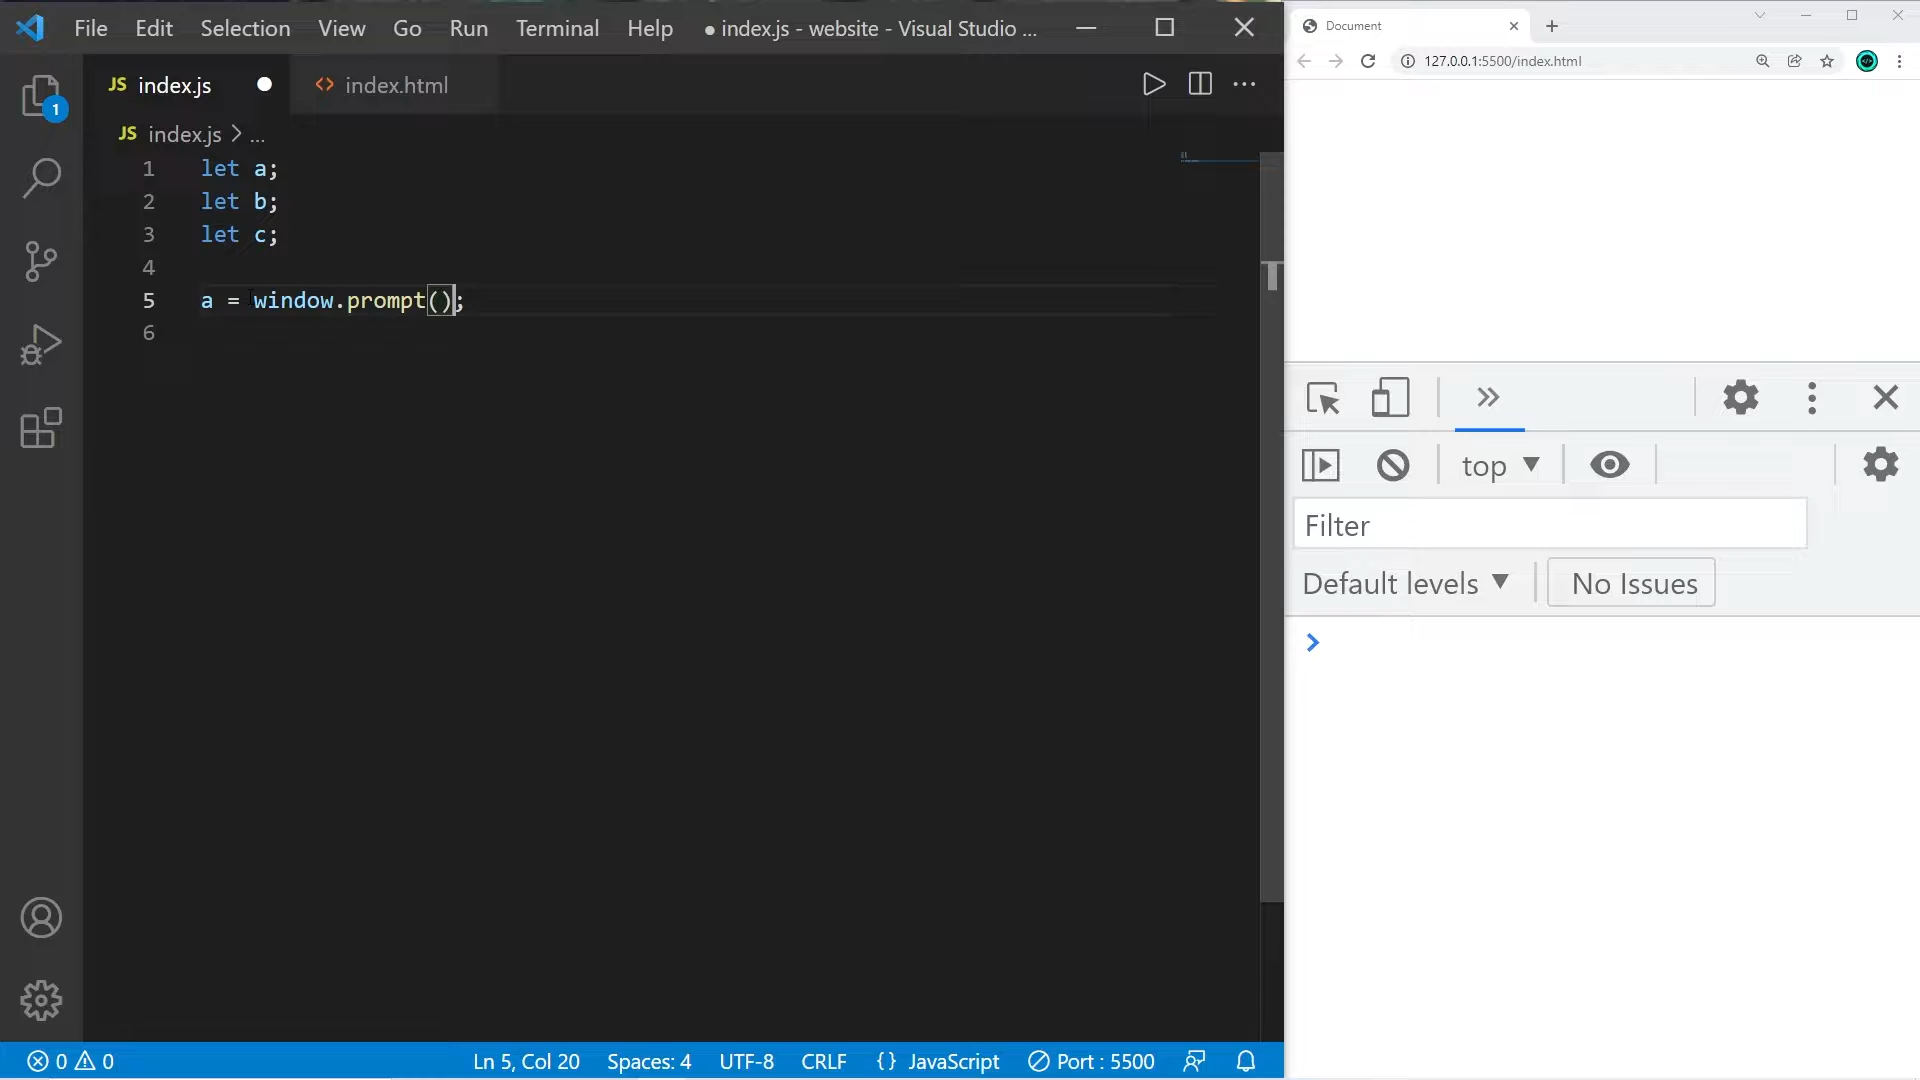 File Edit Selection View Go Run Terminal Help ● index.js - website - Visual Studio ...
JS index.js ● <> index.html
JS index.js > ...
1 let a;
2 let b;
3 let c;
4
5 a = window.prompt();
6
1
0 0 Ln 5, Col 20 Spaces: 4 UTF-8 CRLF {} JavaScript Port : 5500
Document
127.0.0.1:5500/index.html
top
Filter
Default levels No Issues